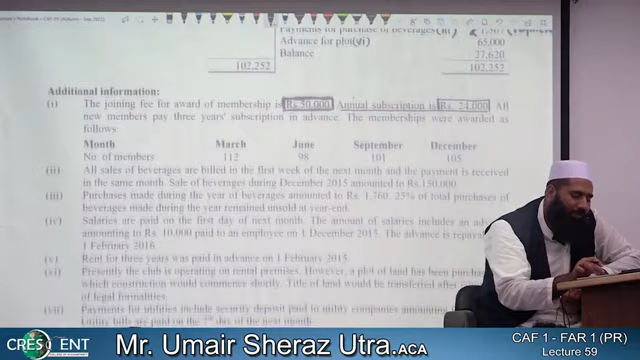 Payments for purchase of beverages (iii) 1,507
Advance for plot (vi) 65,000
Balance 27,620
102,252 102,252
Additional information:
(i) The joining fee for award of membership is Rs.50,000. Annual subscription is Rs. 24,000. All
new members pay three years' subscription in advance. The memberships were awarded as
follows:
Month March June September December
No. of members 112 98 101 105
(ii) All sales of beverages are billed in the first week of the next month and the payment is received
in the same month. Sale of beverages during December 2015 amounted to Rs.150,000.
(iii) Purchases made during the year of beverages amounted to Rs. 1,760. 25% of total purchases of
beverages made during the year remained unsold at year-end.
(iv) Salaries are paid on the first day of next month. The amount of salaries includes an
amounting to Rs. 10,000 paid to an employee on 1 December 2015. The advance is
1 February 2016.
(v) Rent for three years was paid in advance on 1 February 2015.
(vi) Presently the club is operating on rental premises. However, a plot of land has been
which construction would commence shortly. Title of land would be transferred
of legal formalities.
(vii) Payments for utilities include security deposit paid to utility companies amounting
Utility bills are paid on the 7th day of the next month.
CRESCENT
Mr. Umair Sheraz Utra.ACA
CAF 1 - FAR 1 (PR)
Lecture 59